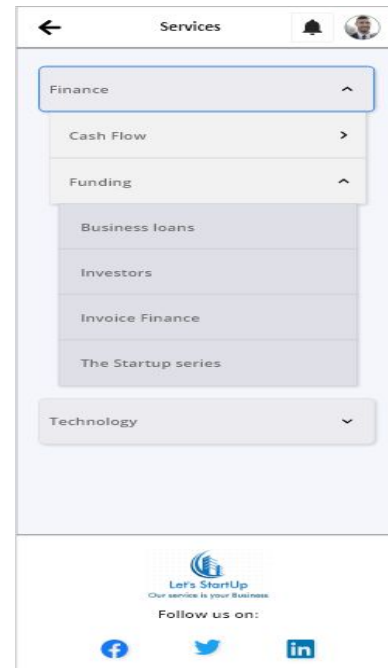 Services
Finance
Cash Flow
Funding
Business loans
Investors
Invoice Finance
The Startup series
Technology
Let's StartUp
Our service is your Business
Follow us on: